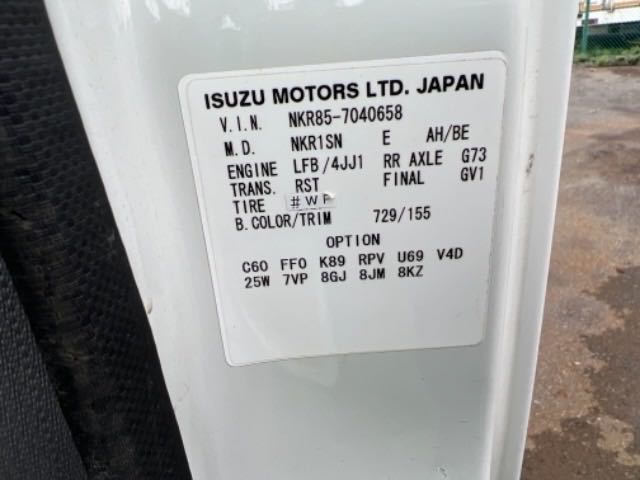 ISUZU MOTORS LTD. JAPAN
V.I.N. NKR85-7040658
M.D. NKR1SN E AH/BE
ENGINE LFB/4JJ1 RR AXLE G73
TRANS. RST FINAL GV1
TIRE #WP
B.COLOR/TRIM 729/155
OPTION
C60 FF0 K89 RPV U69 V4D
25W 7VP 8GJ 8JM 8KZ